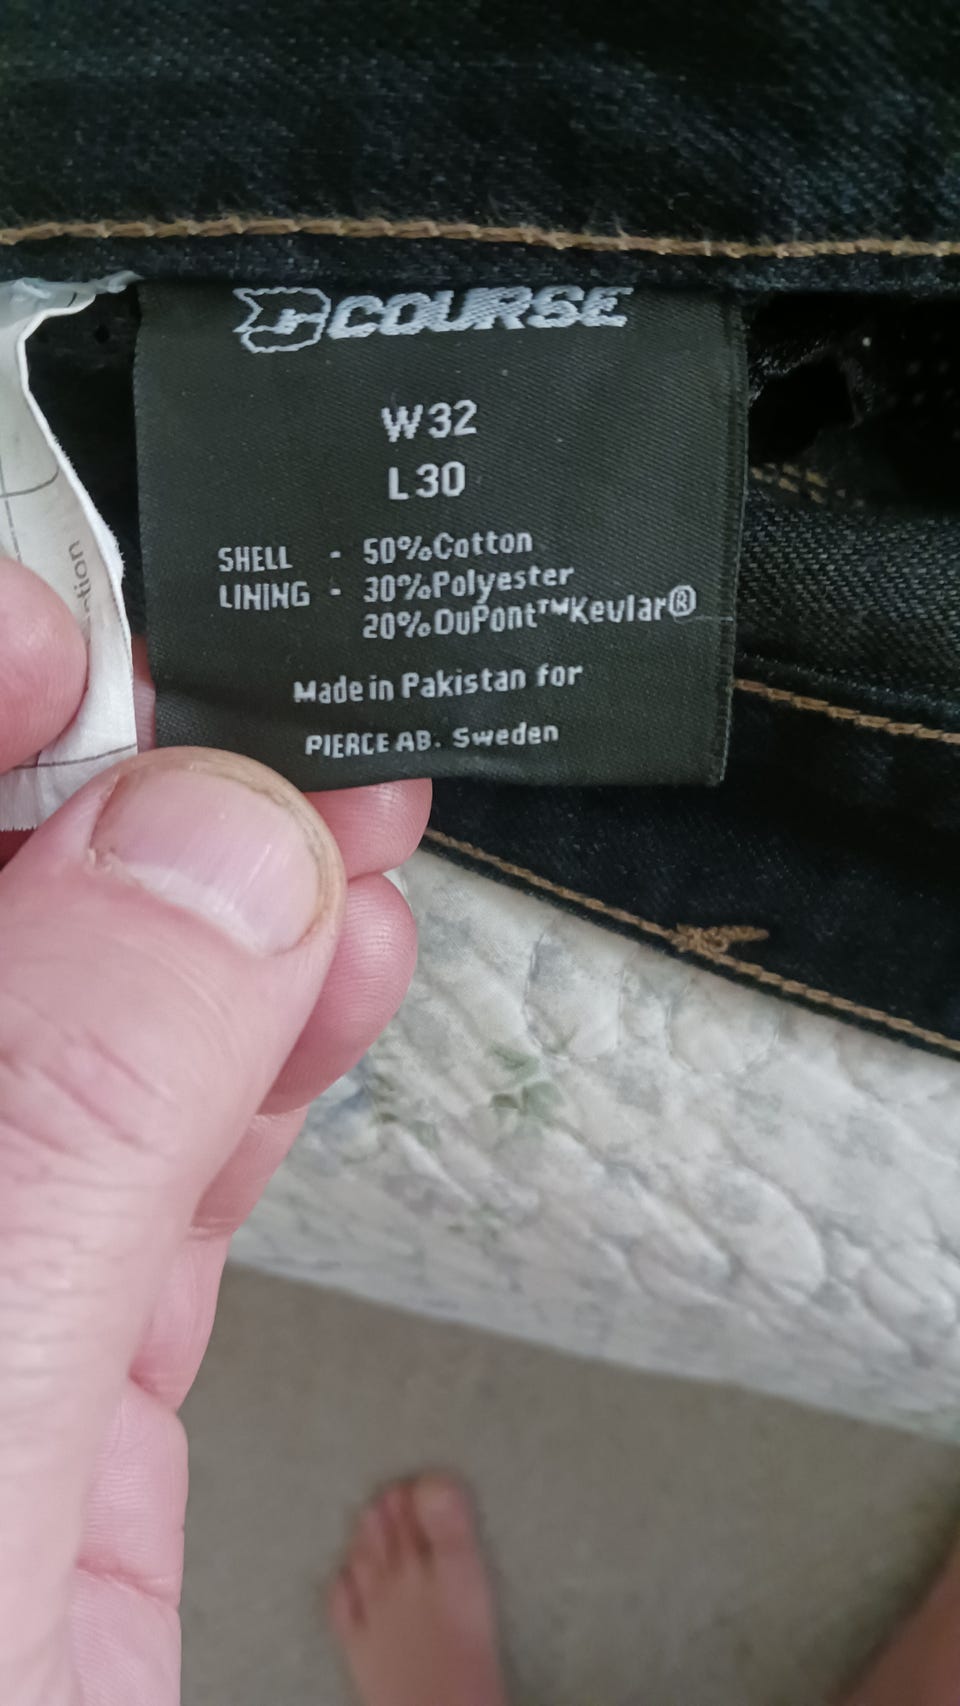 COURSE
W32
L30
SHELL - 50%Cotton
LINING - 30%Polyester
20%DuPont™Kevlar®
Made in Pakistan for
PIERCE AB. Sweden